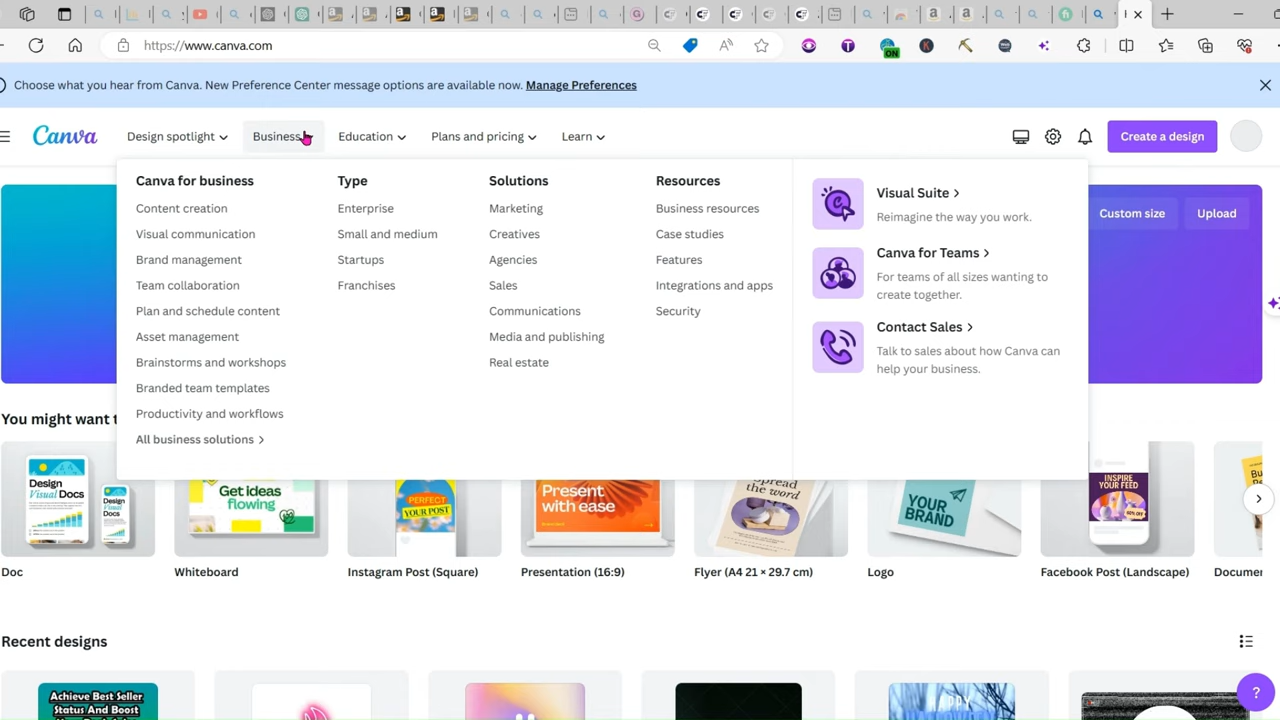 https://www.canva.com
ON
Choose what you hear from Canva. New Preference Center message options are available now. Manage Preferences
Canva
Design spotlight
Business
Education
Plans and pricing
Learn
Create a design
Canva for business
Content creation
Visual communication
Brand management
Team collaboration
Plan and schedule content
Asset management
Brainstorms and workshops
Branded team templates
Productivity and workflows
All business solutions
Type
Enterprise
Small and medium
Startups
Franchises
Solutions
Marketing
Creatives
Agencies
Sales
Communications
Media and publishing
Real estate
Resources
Business resources
Case studies
Features
Integrations and apps
Security
Visual Suite
Reimagine the way you work.
Canva for Teams
For teams of all sizes wanting to
create together.
Contact Sales
Talk to sales about how Canva can
help your business.
Custom size
Upload
You might want t
Design
Visual Docs
Design
Visual Docs
Get ideas
flowing
PERFECT
YOUR POST
Present
with ease
Spread
the word
YOUR
BRAND
INSPIRE
YOUR FEED
Doc
Whiteboard
Instagram Post (Square)
Presentation (16:9)
Flyer (A4 21 × 29.7 cm)
Logo
Facebook Post (Landscape)
Documen
Recent designs
Achieve Best Seller
Status And Boost
?